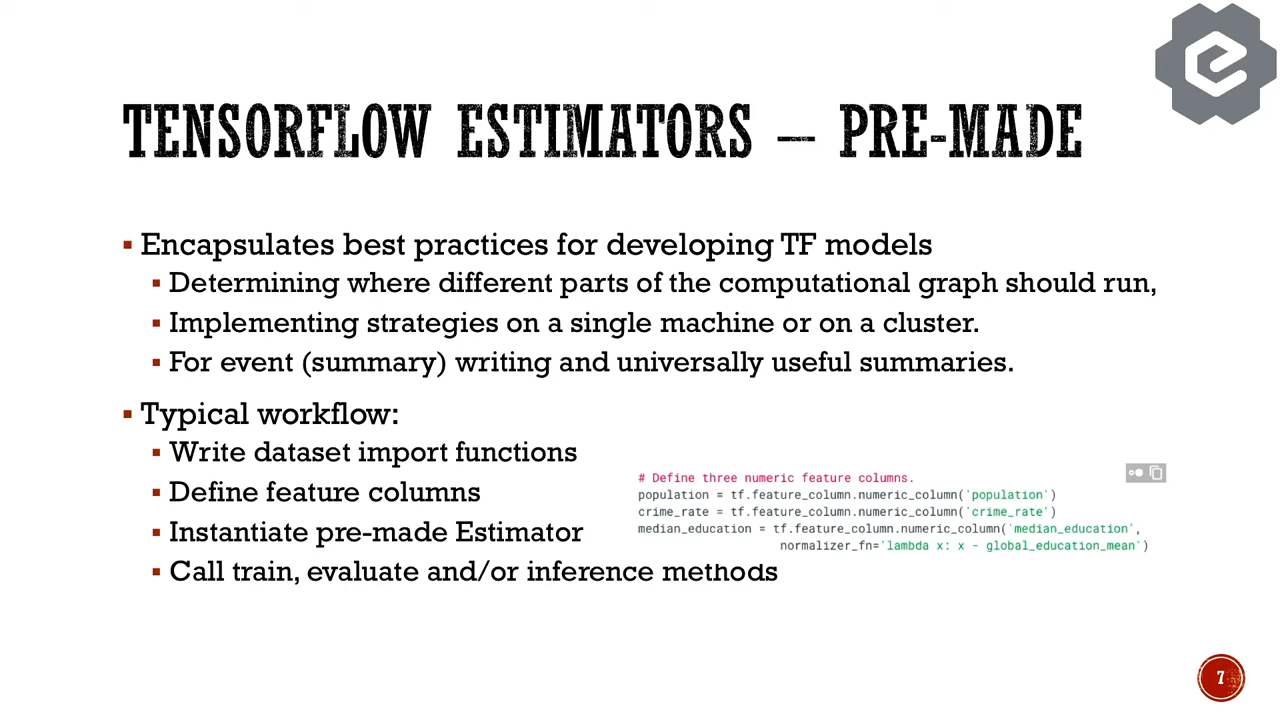 TENSORFLOW ESTIMATORS – PRE-MADE
Encapsulates best practices for developing TF models
Determining where different parts of the computational graph should run,
Implementing strategies on a single machine or on a cluster.
For event (summary) writing and universally useful summaries.
Typical workflow:
Write dataset import functions
Define feature columns
Instantiate pre-made Estimator
Call train, evaluate and/or inference methods
# Define three numeric feature columns.
population = tf.feature_column.numeric_column('population')
crime_rate = tf.feature_column.numeric_column('crime_rate')
median_education = tf.feature_column.numeric_column('median_education',
normalizer_fn='lambda x: x - global_education_mean')
7